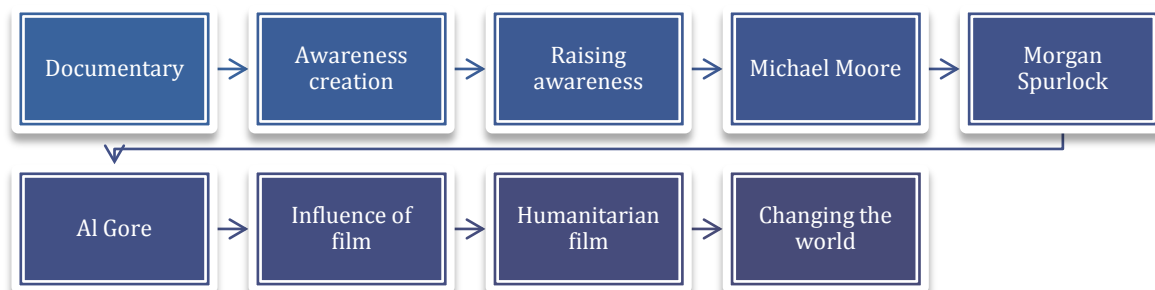 Documentary
Awareness
creation
Raising
awareness
Michael Moore
Morgan
Spurlock
Al Gore
Influence of
film
Humanitarian
film
Changing the
world